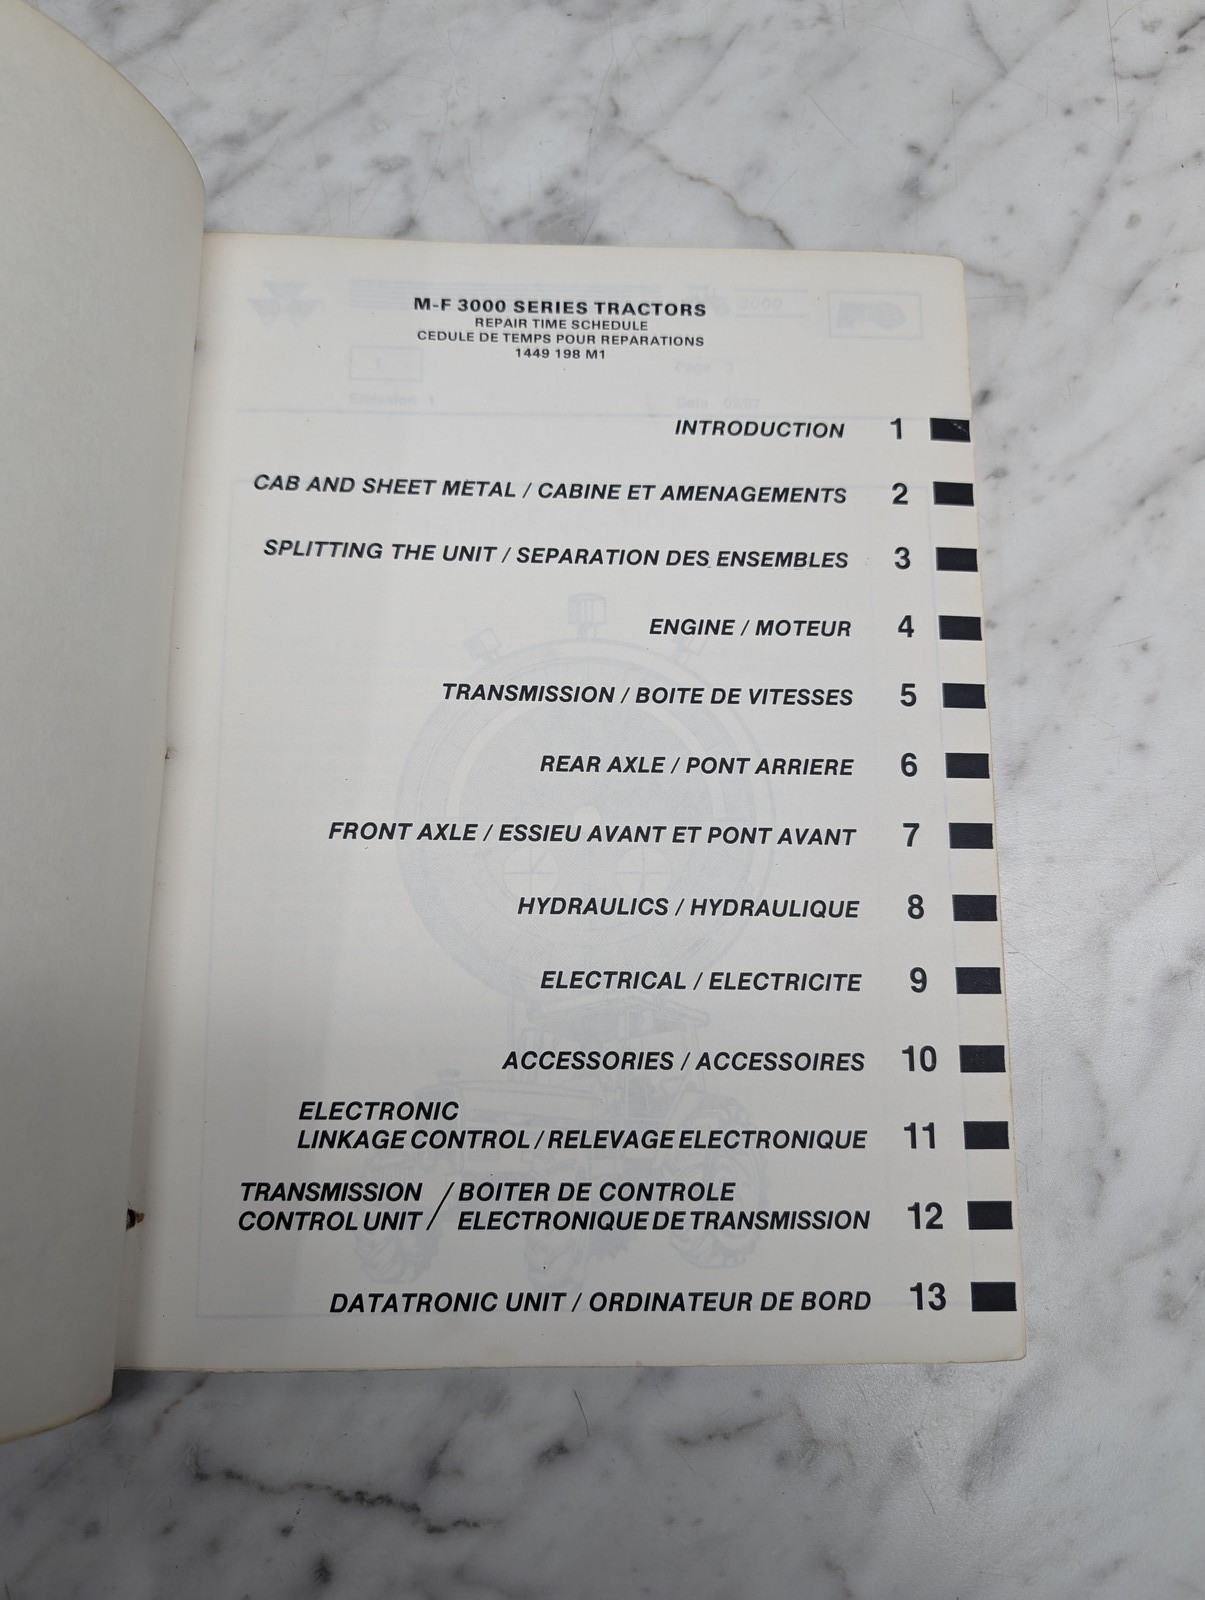 M-F 3000 SERIES TRACTORS
REPAIR TIME SCHEDULE
CEDULE DE TEMPS POUR REPARATIONS
1449 198 M1
INTRODUCTION 1
CAB AND SHEET METAL / CABINE ET AMENAGEMENTS 2
SPLITTING THE UNIT / SEPARATION DES ENSEMBLES 3
ENGINE / MOTEUR 4
TRANSMISSION / BOITE DE VITESSES 5
REAR AXLE / PONT ARRIERE 6
FRONT AXLE / ESSIEU AVANT ET PONT AVANT 7
HYDRAULICS / HYDRAULIQUE 8
ELECTRICAL / ELECTRICITE 9
ACCESSORIES / ACCESSOIRES 10
ELECTRONIC
LINKAGE CONTROL / RELEVAGE ELECTRONIQUE 11
TRANSMISSION / BOITER DE CONTROLE
CONTROL UNIT / ELECTRONIQUE DE TRANSMISSION 12
DATATRONIC UNIT / ORDINATEUR DE BORD 13